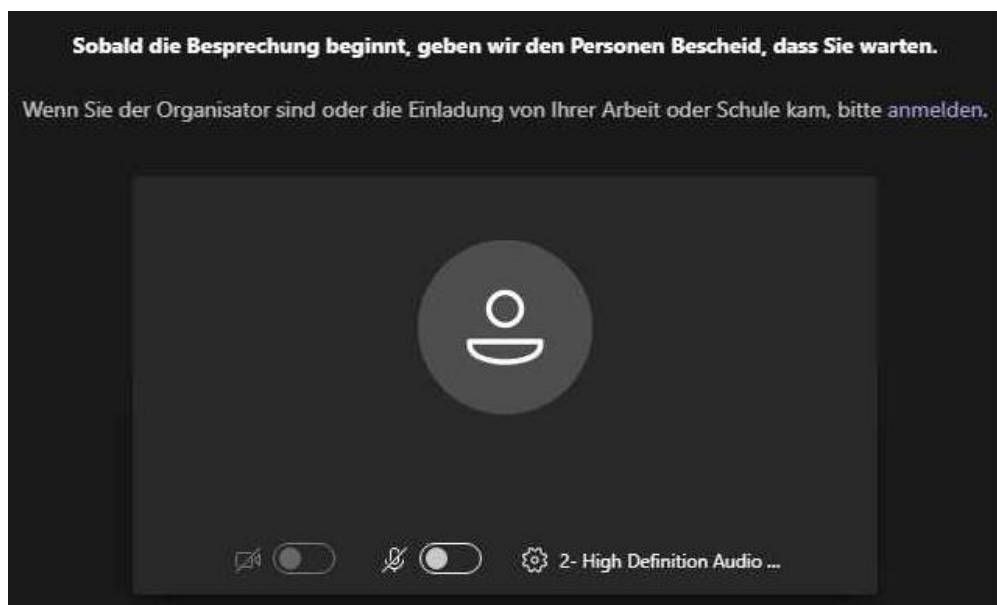 Sobald die Besprechung beginnt, geben wir den Personen Bescheid, dass Sie warten.
Wenn Sie der Organisator sind oder die Einladung von Ihrer Arbeit oder Schule kam, bitte anmelden.
2- High Definition Audio ...